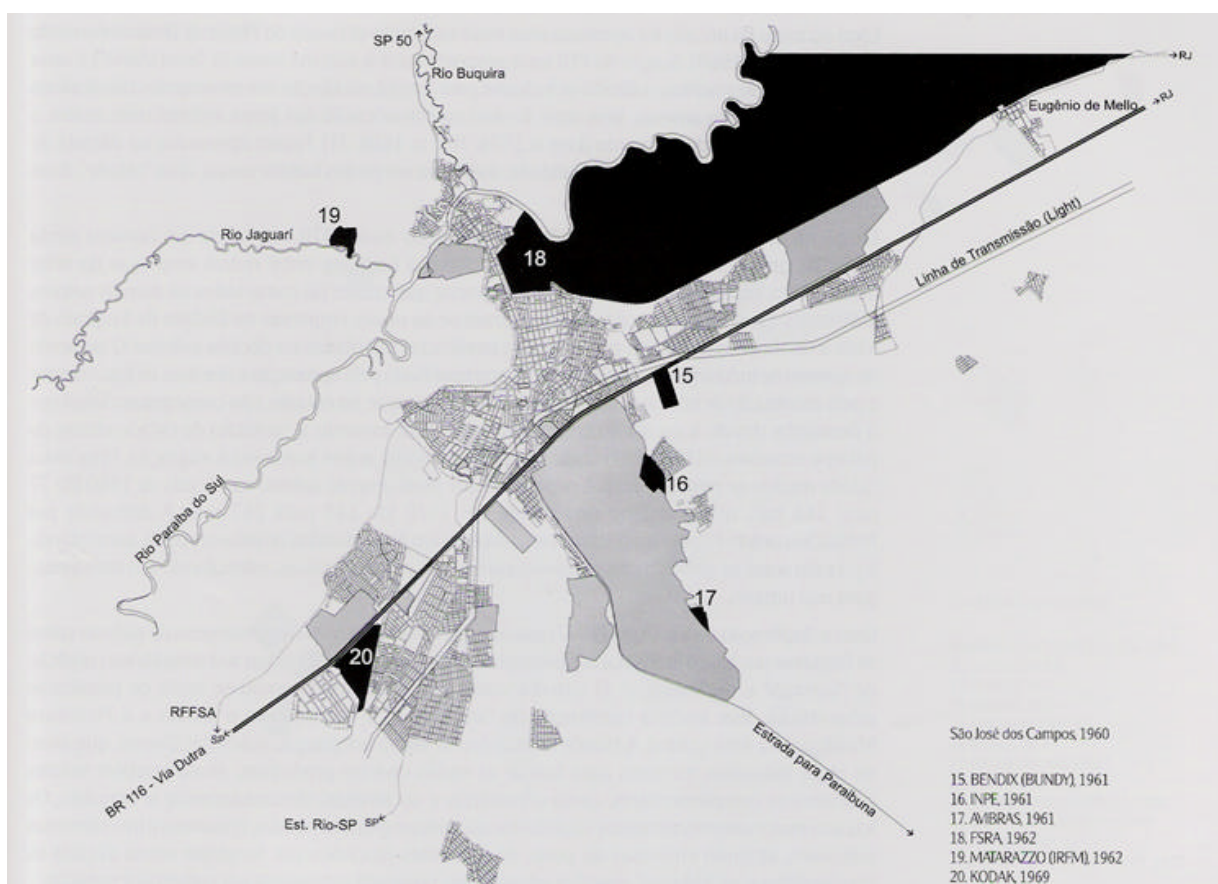 SP 50
Rio Buquira
RJ
Eugênio de Mello
RJ
19
Rio Jaguarí
18
Linha de Transmissão (Light)
15
16
Rio Paraíba do Sul
17
20
RFFSA
SP
BR 116 - Via Dutra
Estrada para Paraibuna
Est. Rio-SP
SP
São José dos Campos, 1960
15. BENDIX (BUNDY), 1961
16. INPE, 1961
17. AVIBRAS, 1961
18. FSRA, 1962
19. MATARAZZO (IRFM), 1962
20. KODAK, 1969